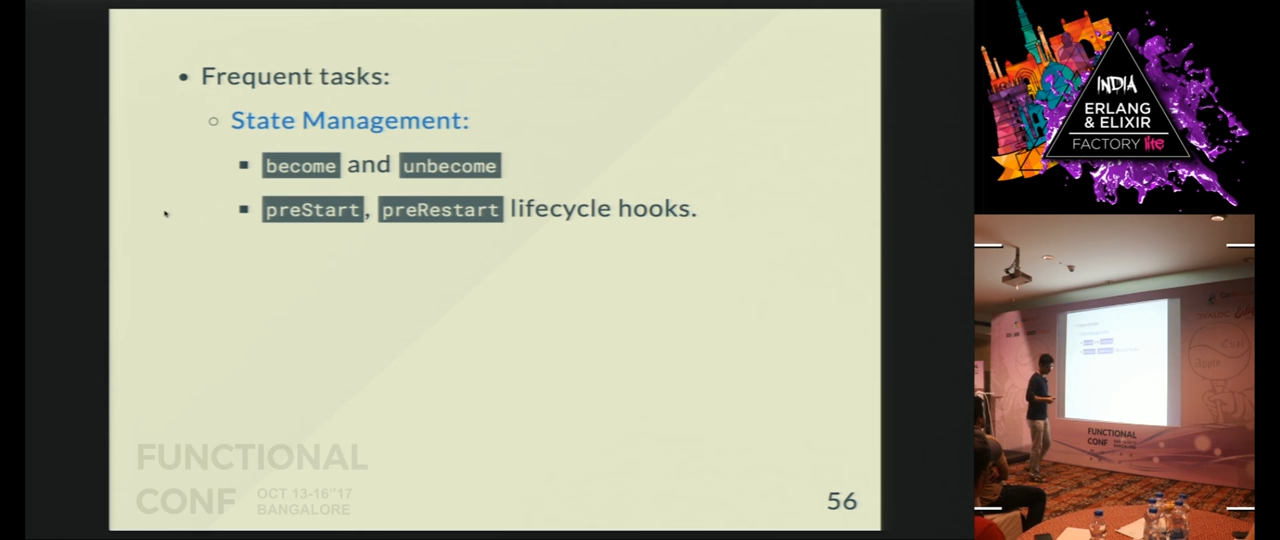 Frequent tasks:
State Management:
become and unbecome
preStart, preRestart lifecycle hooks.
FUNCTIONAL
CONF OCT 13-16"17
BANGALORE
56
INDIA
ERLANG
& ELIXIR
FACTORY lite
FUNCTIONAL
CONF